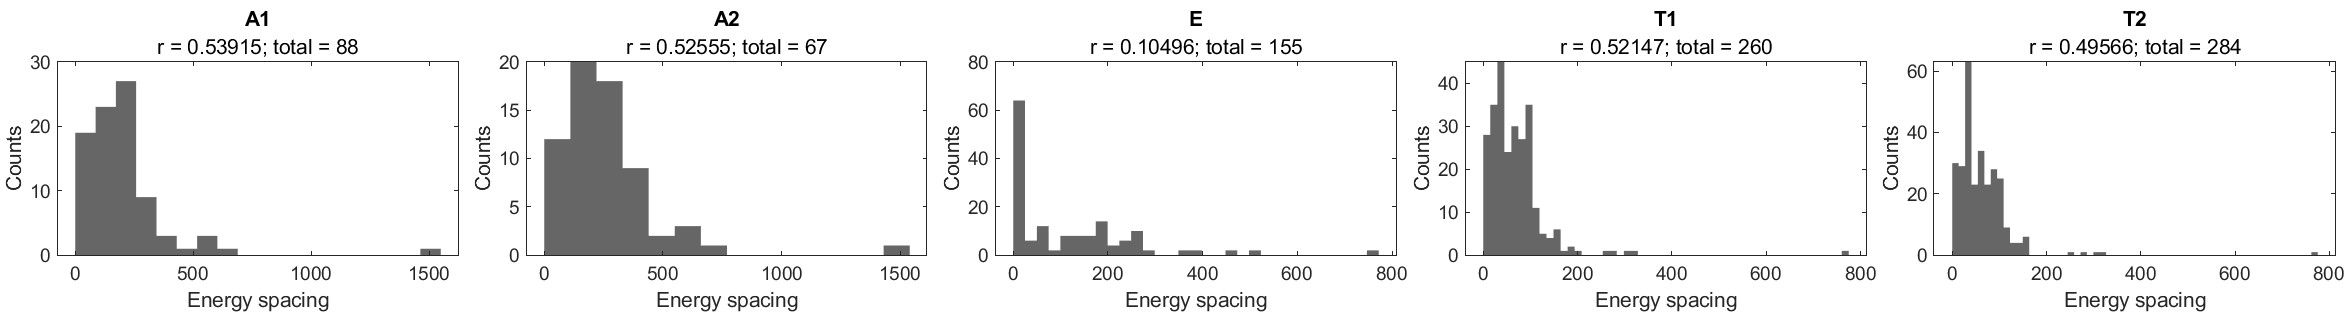 A1
r = 0.53915; total = 88
30
20
10
0
Counts
0 500 1000 1500
Energy spacing
A2
r = 0.52555; total = 67
20
15
10
5
0
Counts
0 500 1000 1500
Energy spacing
E
r = 0.10496; total = 155
80
60
40
20
0
Counts
0 200 400 600 800
Energy spacing
T1
r = 0.52147; total = 260
40
30
20
10
0
Counts
0 200 400 600 800
Energy spacing
T2
r = 0.49566; total = 284
60
40
20
0
Counts
0 200 400 600 800
Energy spacing